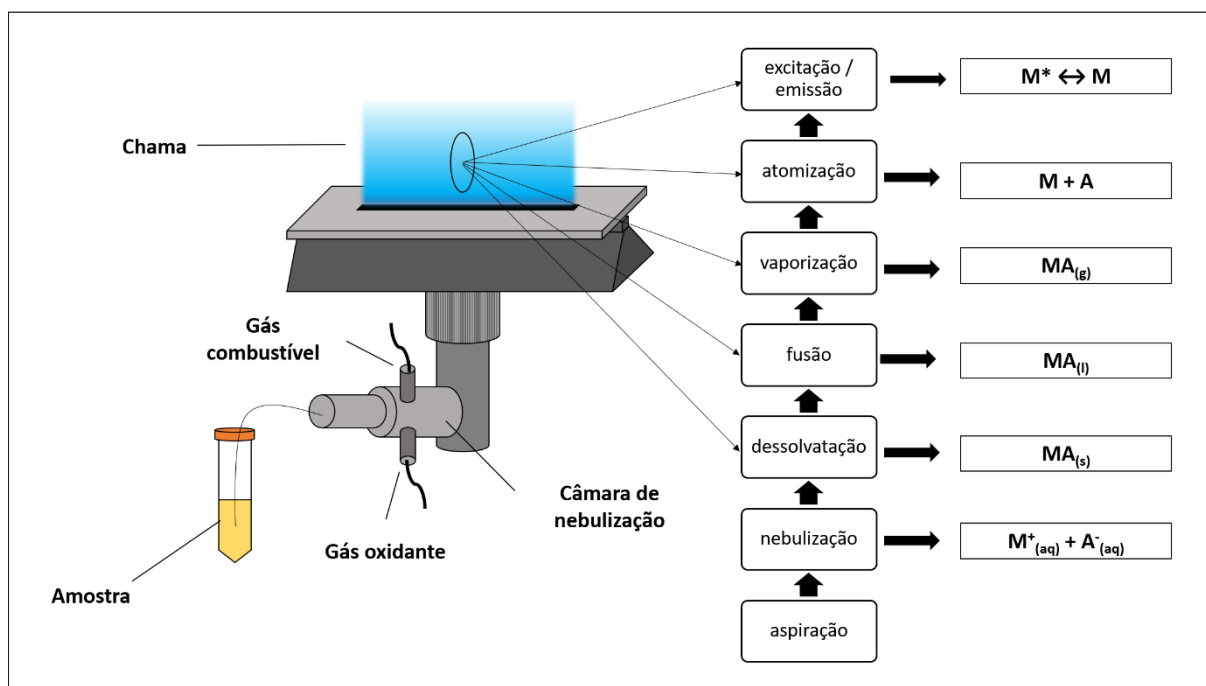 Chama
Gás
combustível
Câmara de
nebulização
Gás oxidante
Amostra
excitação /
emissão
M* ↔ M
atomização
M + A
vaporização
MA(g)
fusão
MA(l)
dessolvatação
MA(s)
nebulização
M+(aq) + A-(aq)
aspiração